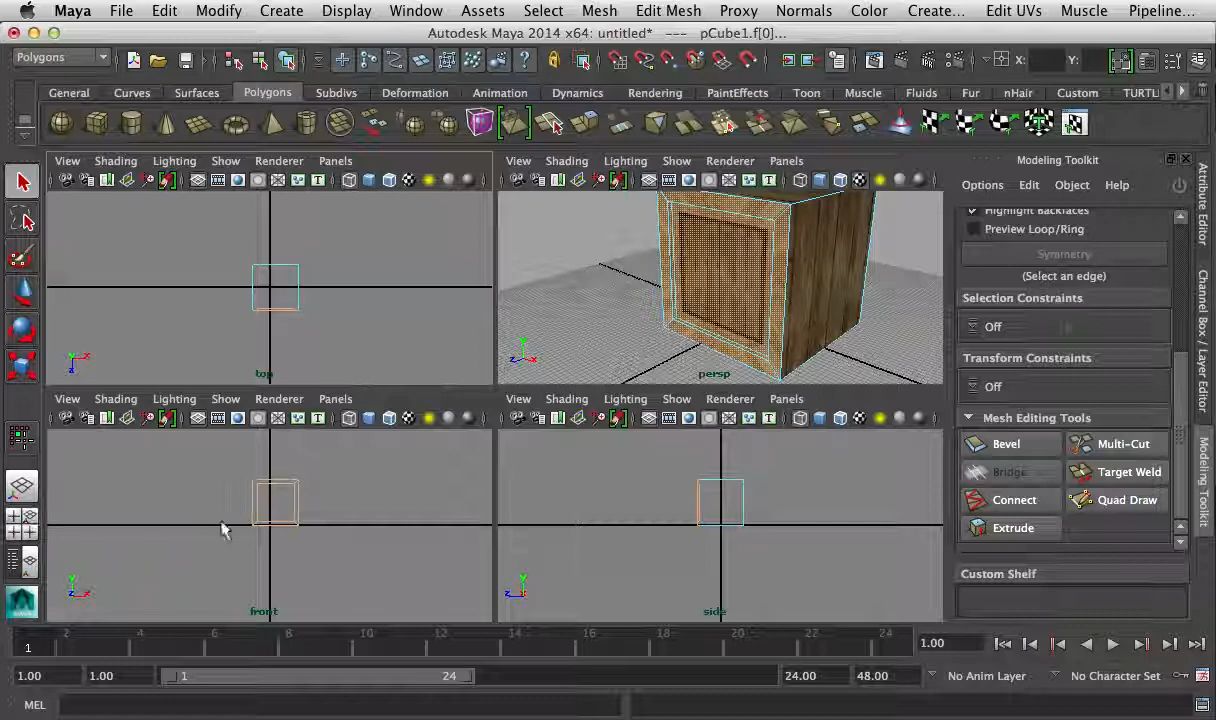 Maya File Edit Modify Create Display Window Assets Select Mesh Edit Mesh Proxy Normals Color Create... Edit UVs Muscle Pipeline...
Autodesk Maya 2014 x64: untitled* --- pCube1.f[0]...
Polygons X: Y:
General Curves Surfaces Polygons Subdivs Deformation Animation Dynamics Rendering PaintEffects Toon Muscle Fluids Fur nHair Custom TURTL
View Shading Lighting Show Renderer Panels
View Shading Lighting Show Renderer Panels
Modeling Toolkit
Options Edit Object Help
Highlight Backfaces
Preview Loop/Ring
Symmetry
(Select an edge)
Selection Constraints
Off
Transform Constraints
Off
top
persp
View Shading Lighting Show Renderer Panels
View Shading Lighting Show Renderer Panels
Mesh Editing Tools
Bevel Multi-Cut
Bridge Target Weld
Connect Quad Draw
Extrude
Custom Shelf
front
side
Attribute Editor
Channel Box / Layer Editor
Modeling Toolkit
2 4 6 8 10 12 14 16 18 20 22 24
1 1.00
1.00 1.00 1 24 24.00 48.00 No Anim Layer No Character Set
MEL